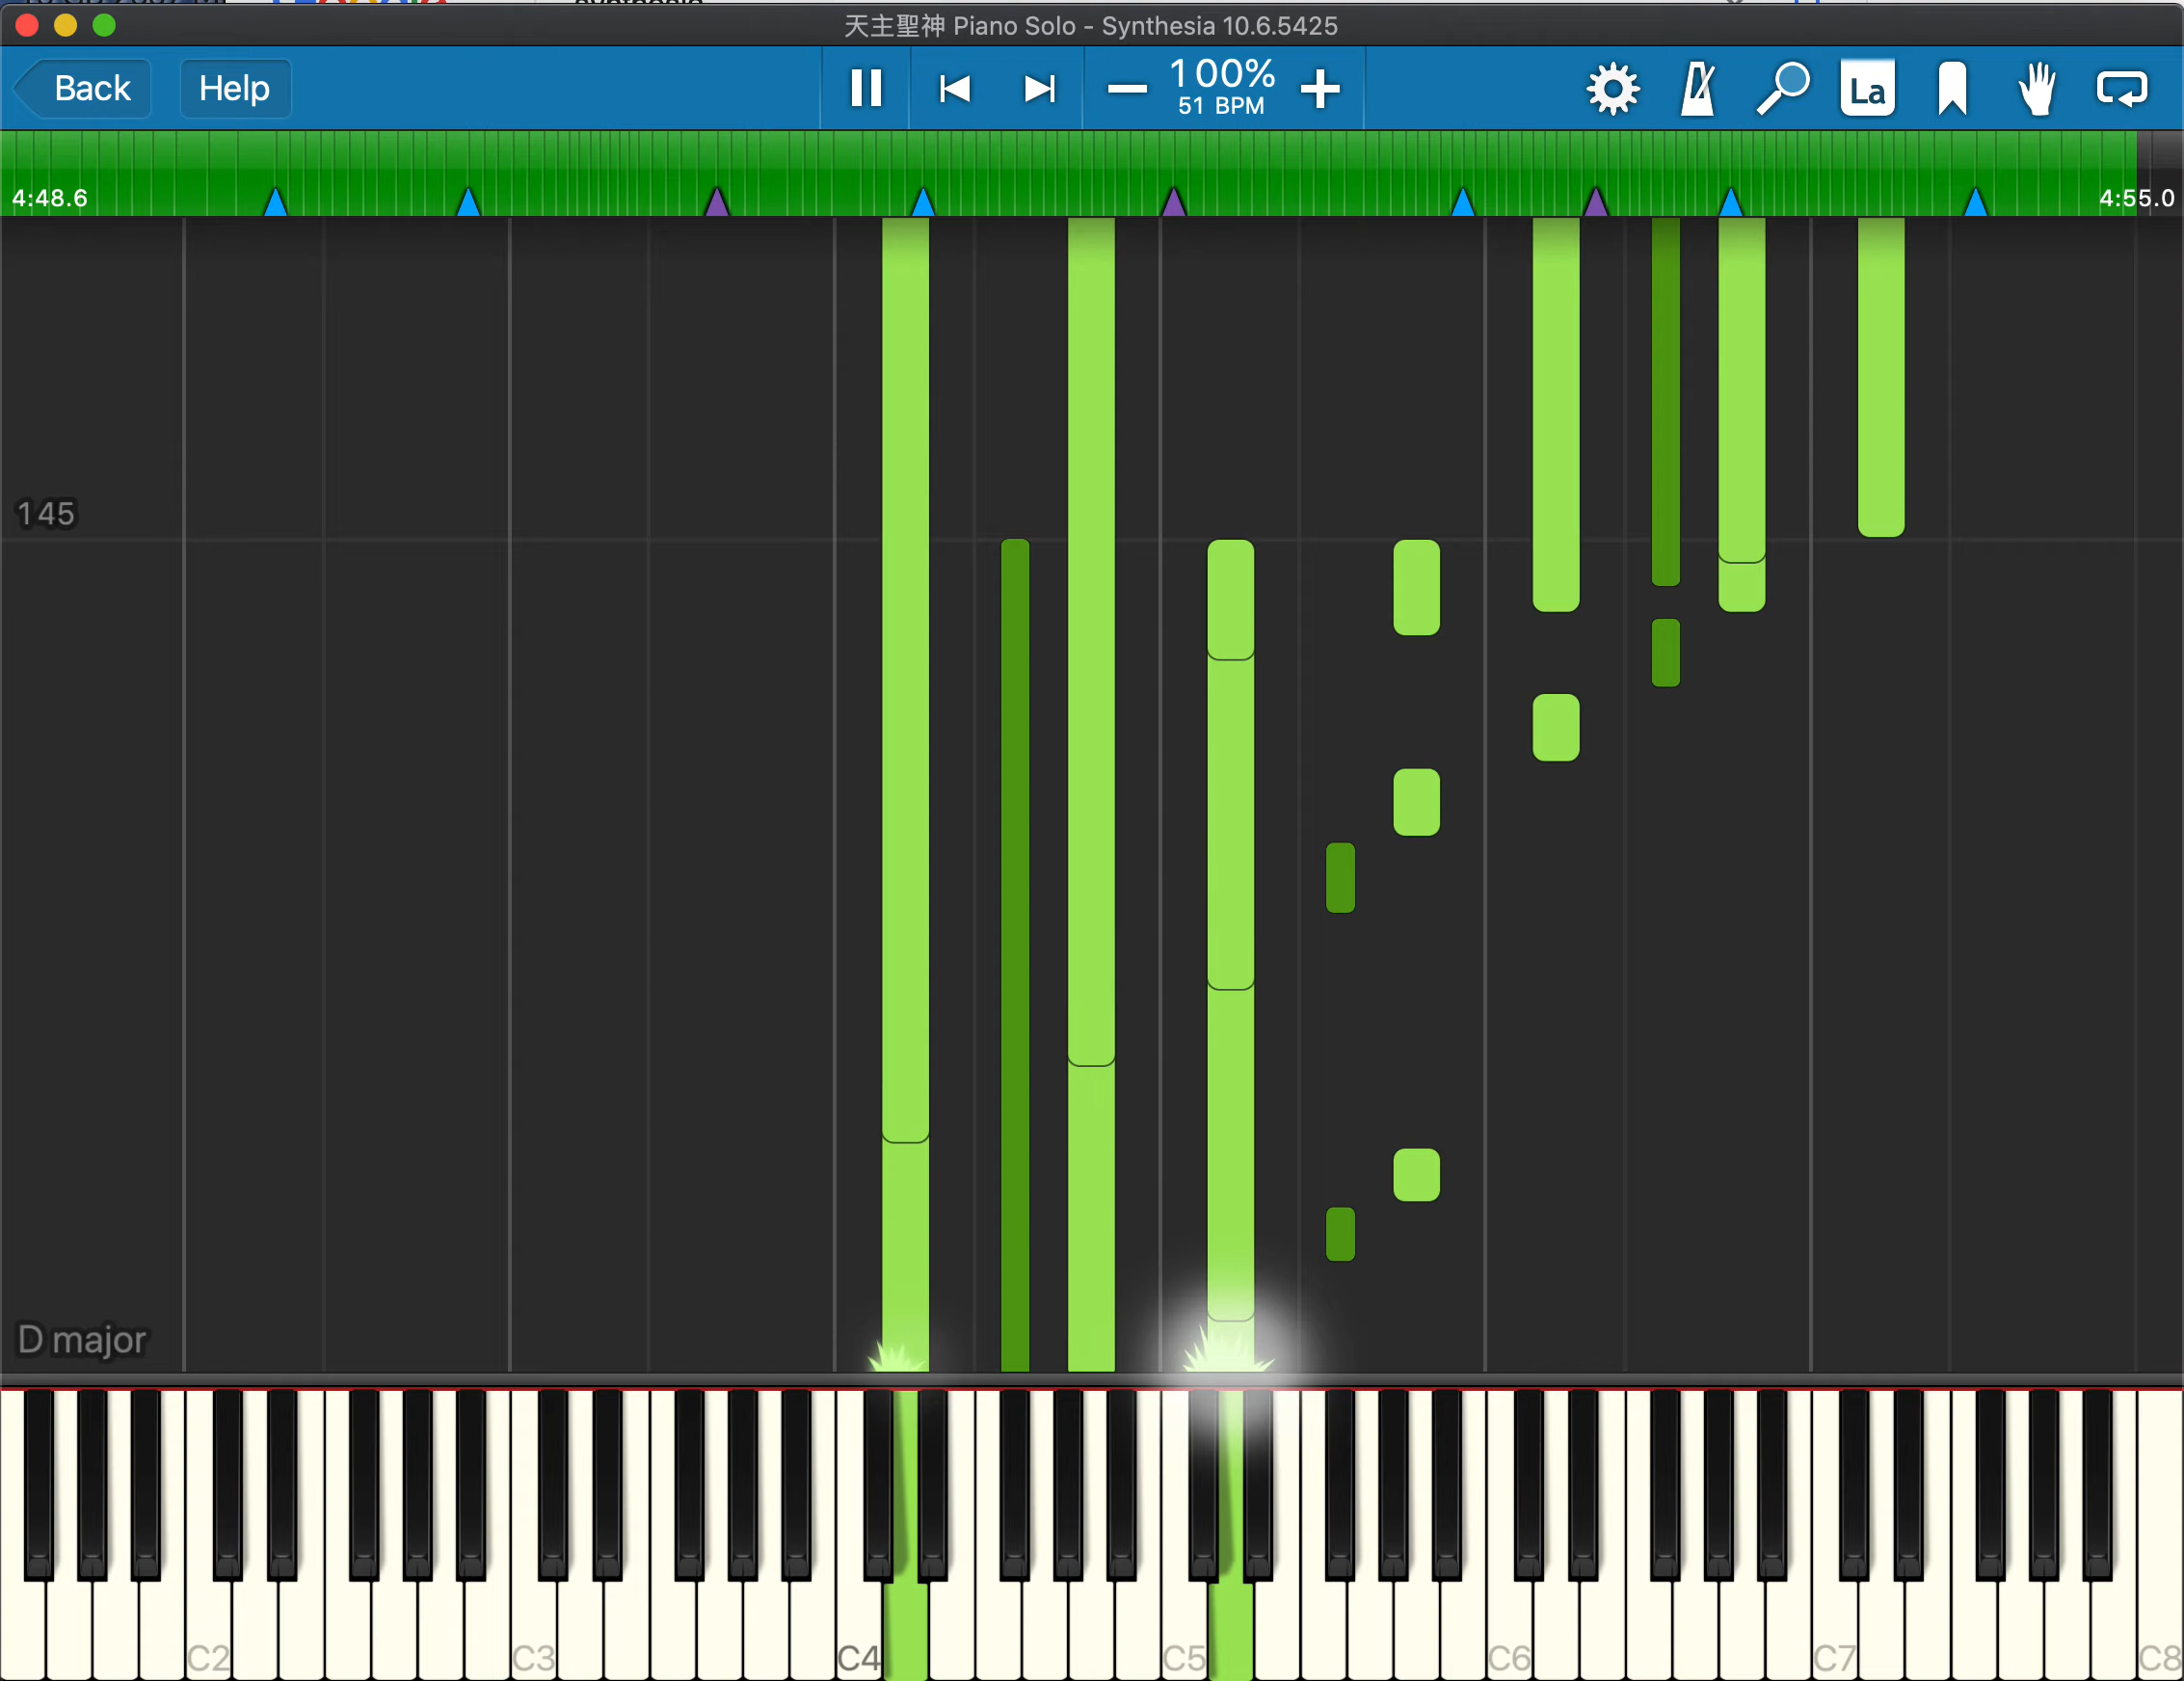 天主聖神 Piano Solo - Synthesia 10.6.5425
Back
Help
100%
51 BPM
La
4:48.6
4:55.0
145
D major
C2
C3
C4
C5
C6
C7
C8